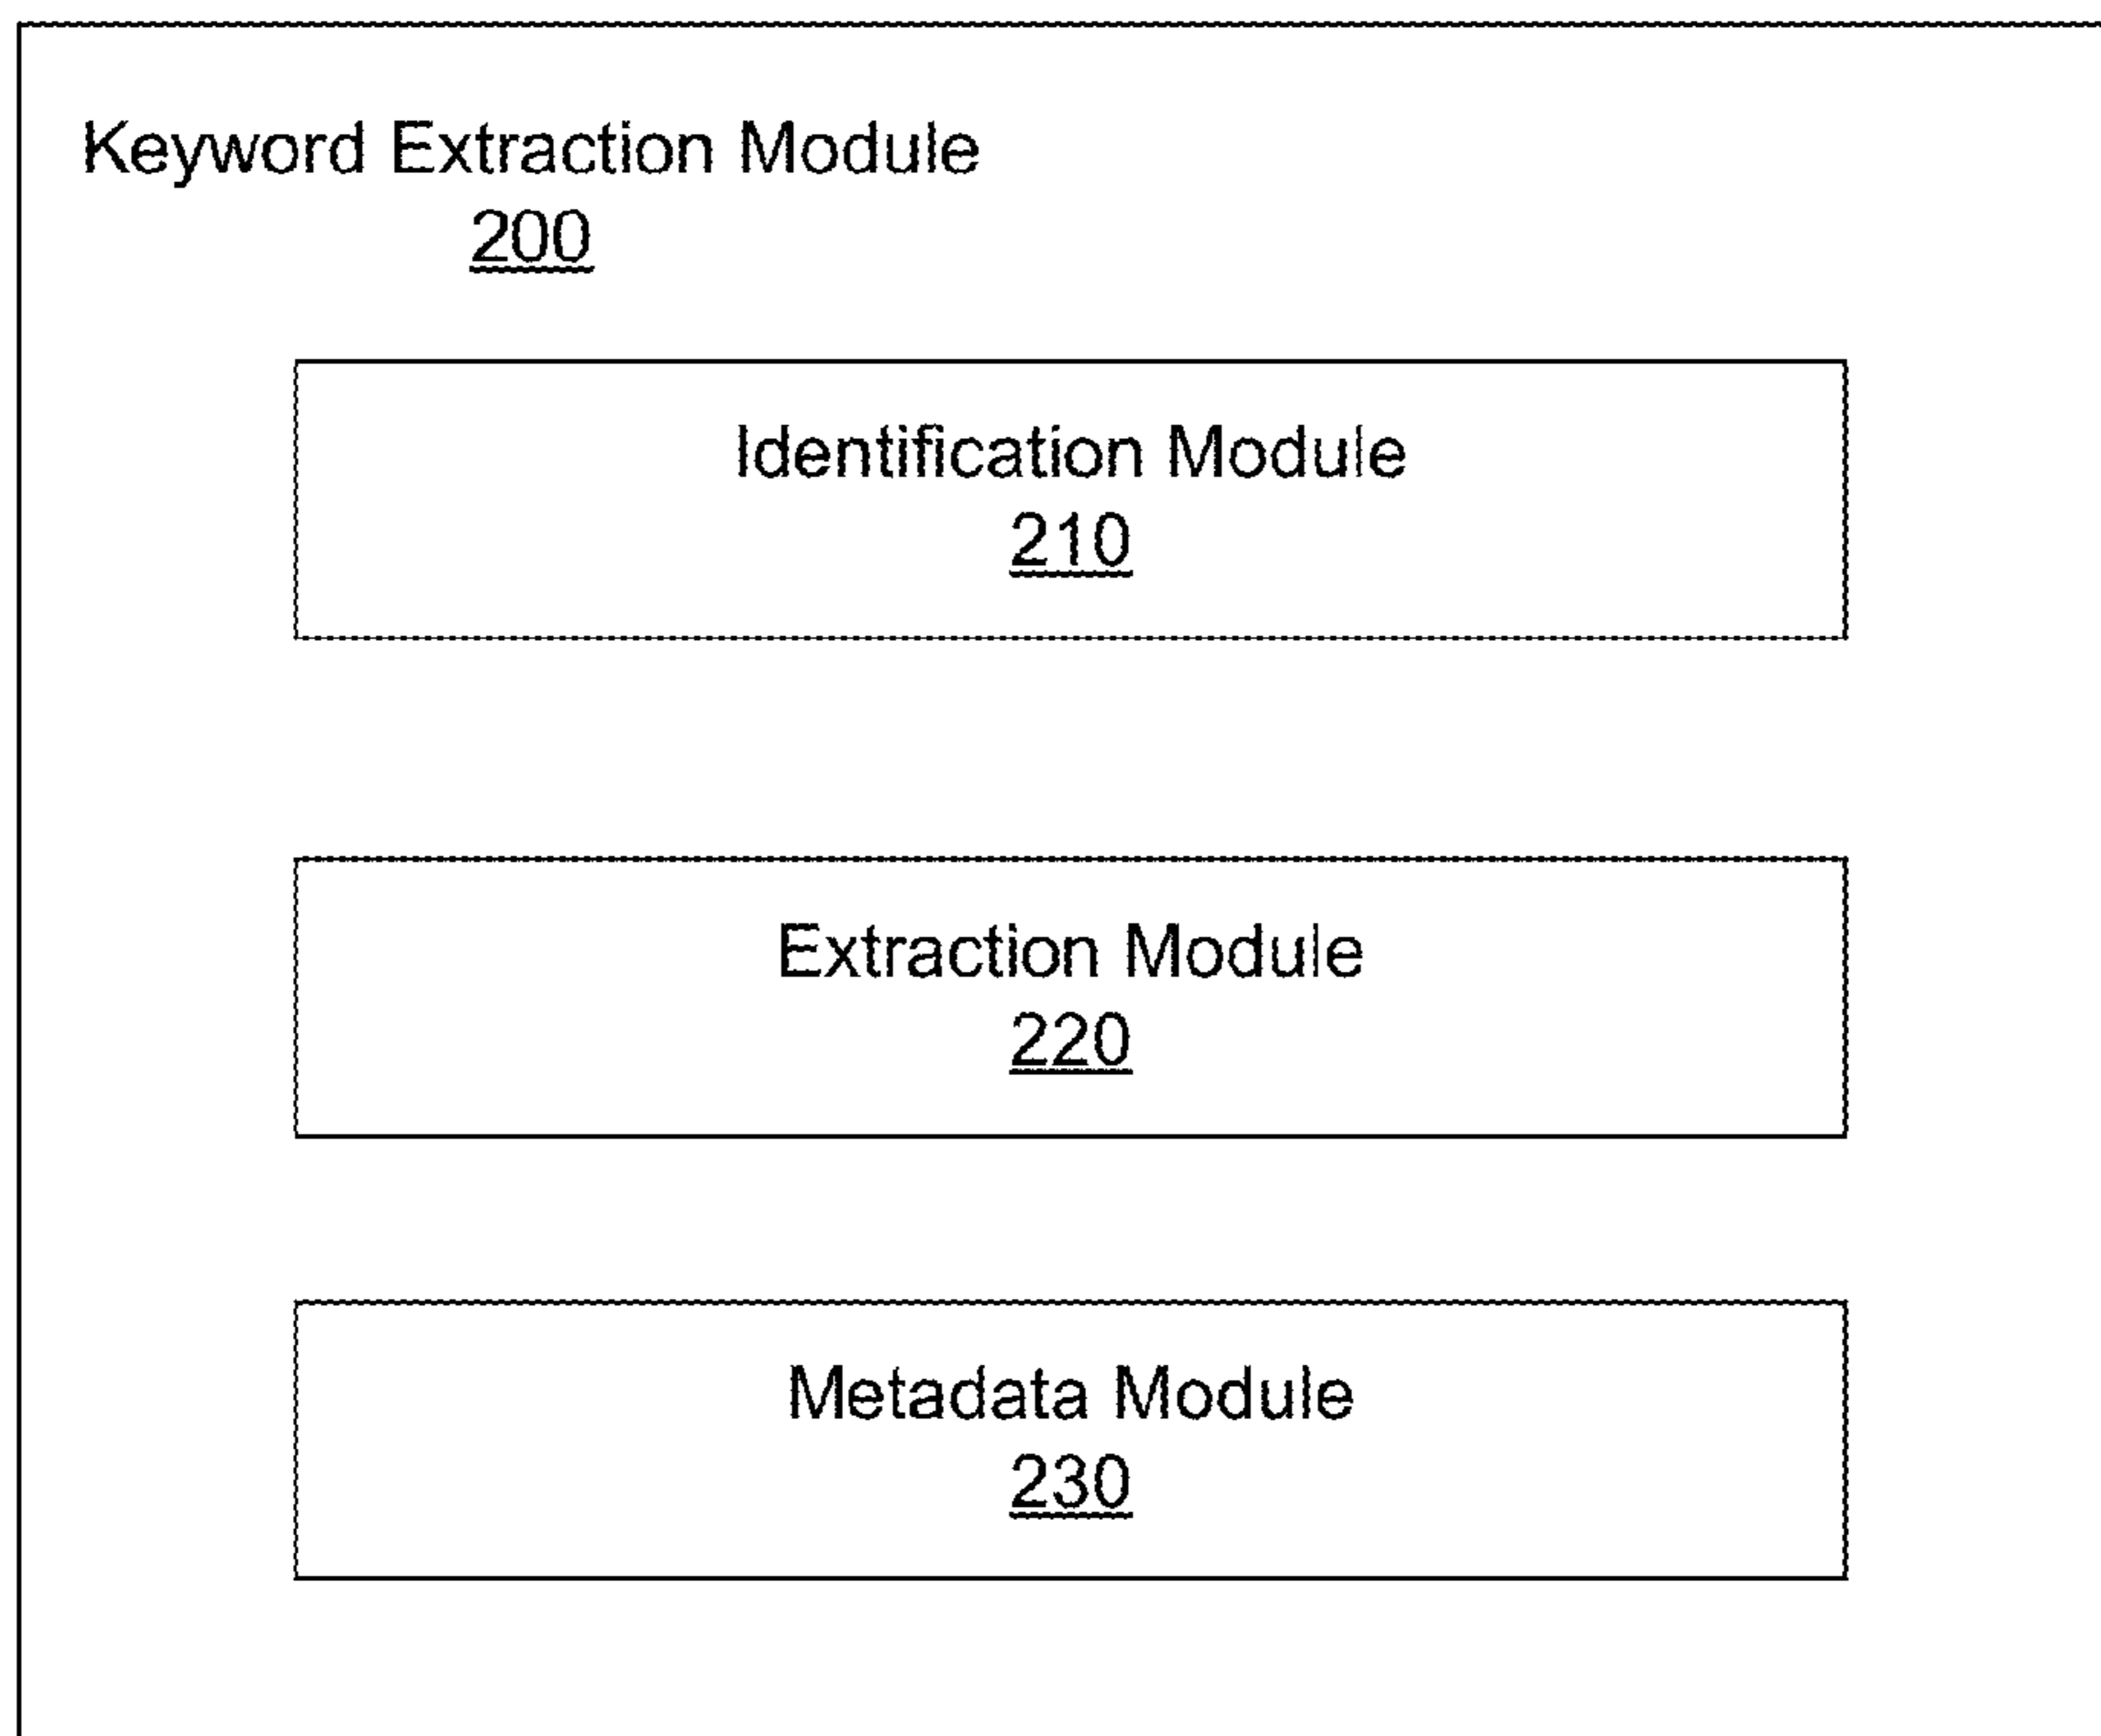 Keyword Extraction Module
200
Identification Module
210
Extraction Module
220
Metadata Module
230